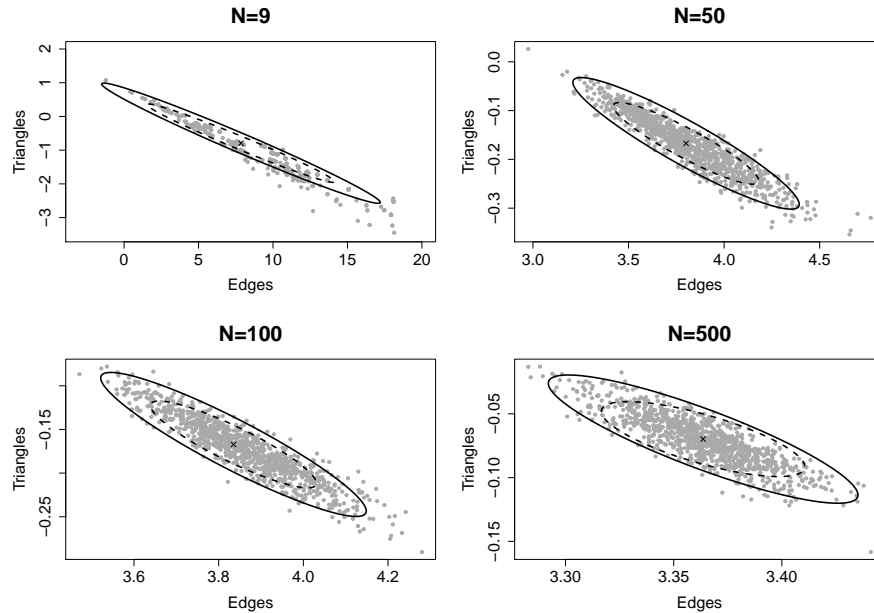 N=9
2
1
0
−1
−2
−3
Triangles
0
5
10
15
20
Edges
N=50
0.0
−0.1
−0.2
−0.3
Triangles
3.0
3.5
4.0
4.5
Edges
N=100
−0.15
−0.25
Triangles
3.6
3.8
4.0
4.2
Edges
N=500
−0.05
−0.10
−0.15
Triangles
3.30
3.35
3.40
Edges